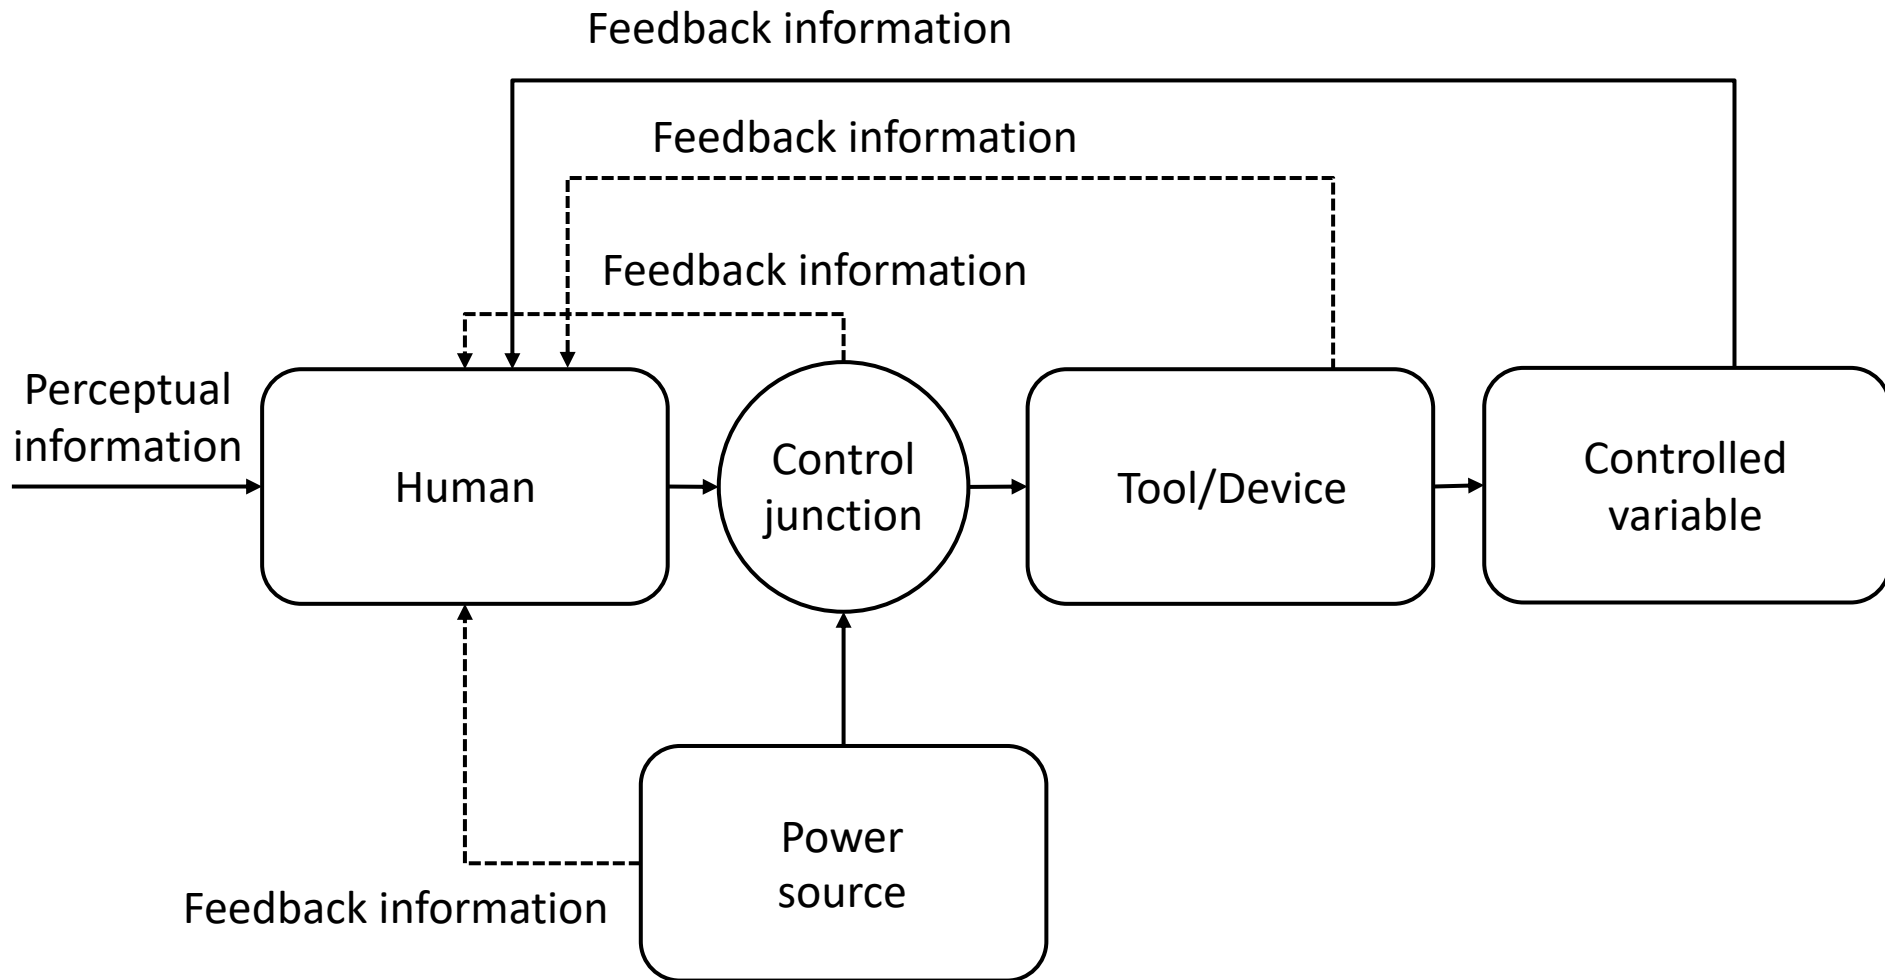 Feedback information
Feedback information
Feedback information
Perceptual
information
Human
Control
junction
Tool/Device
Controlled
variable
Power
source
Feedback information